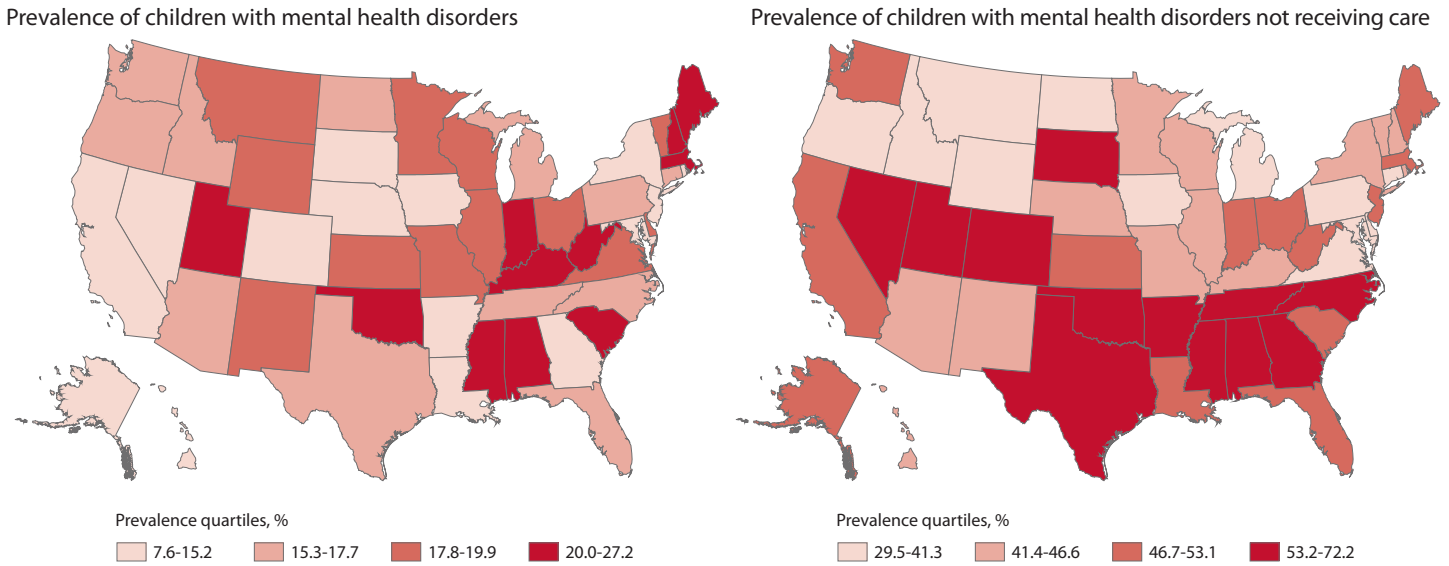 Prevalence of children with mental health disorders
Prevalence quartiles, %
7.6-15.2
15.3-17.7
17.8-19.9
20.0-27.2
Prevalence of children with mental health disorders not receiving care
Prevalence quartiles, %
29.5-41.3
41.4-46.6
46.7-53.1
53.2-72.2